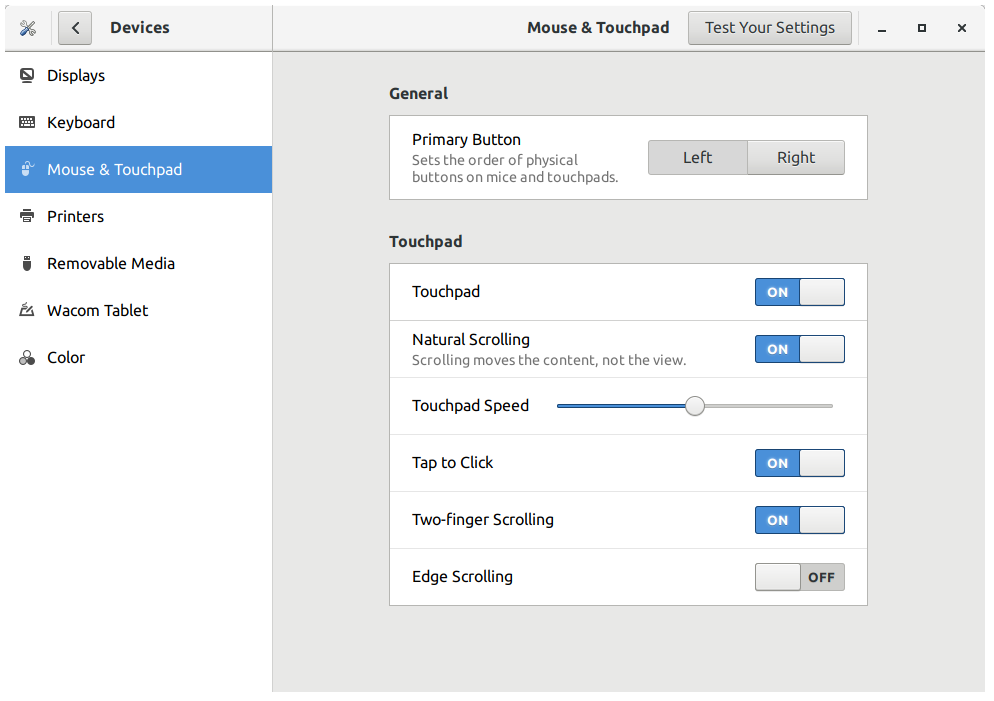 Devices
Mouse & Touchpad
Test Your Settings
Displays
Keyboard
Mouse & Touchpad
Printers
Removable Media
Wacom Tablet
Color
General
Primary Button
Sets the order of physical
buttons on mice and touchpads.
Left
Right
Touchpad
Touchpad
ON
Natural Scrolling
Scrolling moves the content, not the view.
ON
Touchpad Speed
Tap to Click
ON
Two-finger Scrolling
ON
Edge Scrolling
OFF